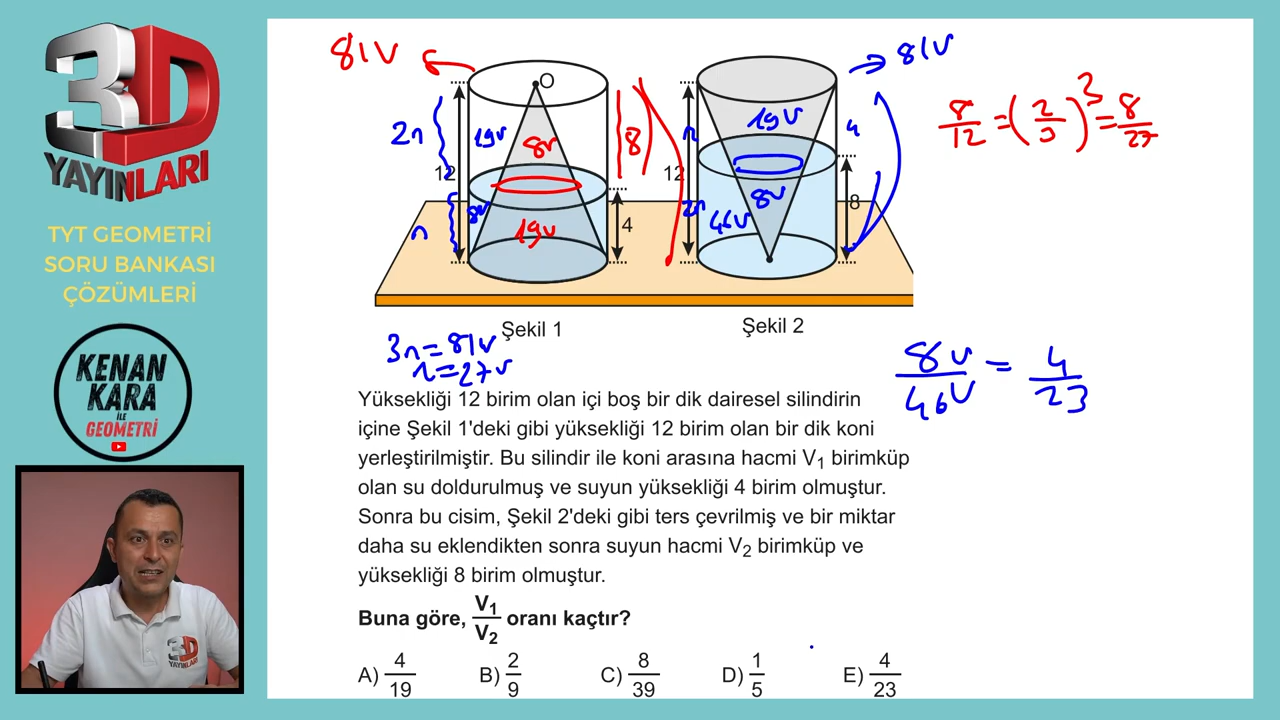 3D
YAYINLARI
TYT GEOMETRİ
SORU BANKASI
ÇÖZÜMLERİ
KENAN
KARA
İLE
GEOMETRİ
3D
YAYINLARI
81V
O
2n
19V
8V
8
12
8V
n
19V
4
Şekil 1
81V
n
19V
4
12
2n
8V
46V
8
Şekil 2
8/12 = (2/3)³ = 8/27
3n = 81V
n = 27V
8V/46V = 4/23
Yüksekliği 12 birim olan içi boş bir dik dairesel silindirin
içine Şekil 1'deki gibi yüksekliği 12 birim olan bir dik koni
yerleştirilmiştir. Bu silindir ile koni arasına hacmi V₁ birimküp
olan su doldurulmuş ve suyun yüksekliği 4 birim olmuştur.
Sonra bu cisim, Şekil 2'deki gibi ters çevrilmiş ve bir miktar
daha su eklendikten sonra suyun hacmi V₂ birimküp ve
yüksekliği 8 birim olmuştur.
Buna göre, V₁/V₂ oranı kaçtır?
A) 4/19 B) 2/9 C) 8/39 D) 1/5 E) 4/23